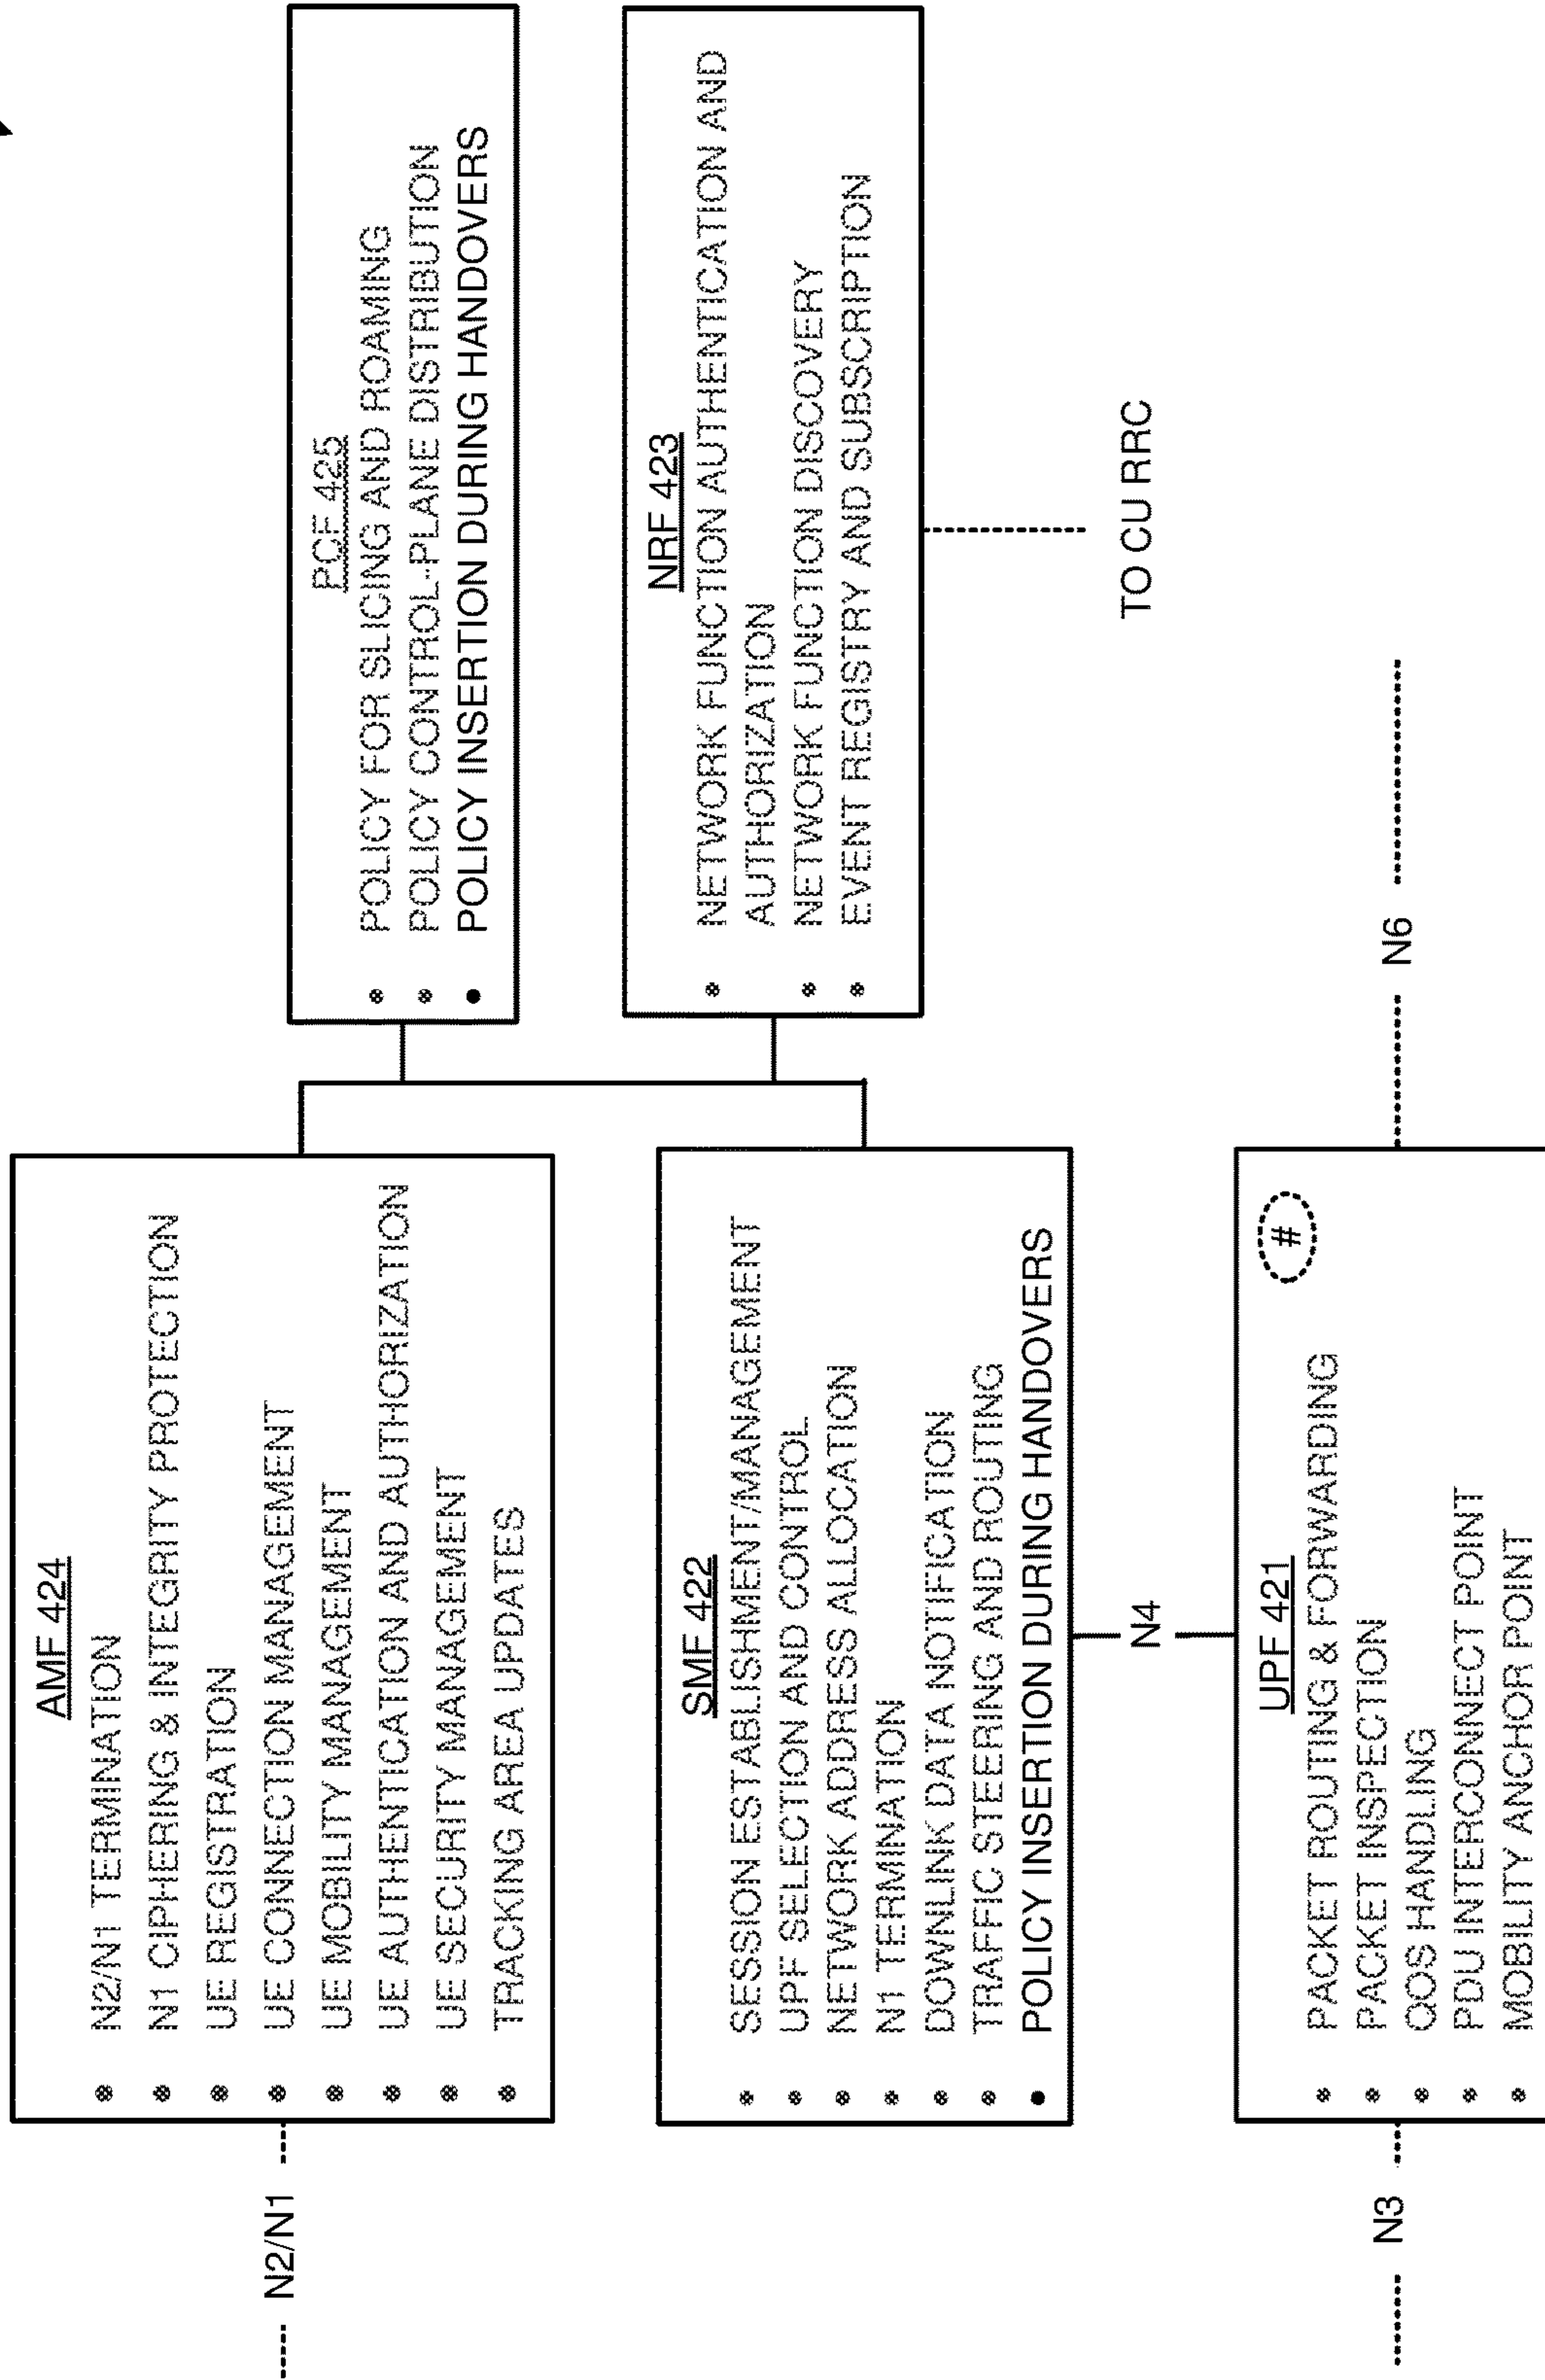 AMF 424
N2/N1 TERMINATION
N1 CIPHERING & INTEGRITY PROTECTION
UE REGISTRATION
UE CONNECTION MANAGEMENT
UE MOBILITY MANAGEMENT
UE AUTHENTICATION AND AUTHORIZATION
UE SECURITY MANAGEMENT
TRACKING AREA UPDATES
N2/N1
PCF 425
POLICY FOR SLICING AND ROAMING
POLICY CONTROL-PLANE DISTRIBUTION
POLICY INSERTION DURING HANDOVERS
SMF 422
SESSION ESTABLISHMENT/MANAGEMENT
UPF SELECTION AND CONTROL
NETWORK ADDRESS ALLOCATION
N1 TERMINATION
DOWNLINK DATA NOTIFICATION
TRAFFIC STEERING AND ROUTING
POLICY INSERTION DURING HANDOVERS
NRF 423
NETWORK FUNCTION AUTHENTICATION AND
AUTHORIZATION
NETWORK FUNCTION DISCOVERY
EVENT REGISTRY AND SUBSCRIPTION
TO CU RRC
N4
UPF 421
#
PACKET ROUTING & FORWARDING
PACKET INSPECTION
QOS HANDLING
PDU INTERCONNECT POINT
MOBILITY ANCHOR POINT
N3
N6